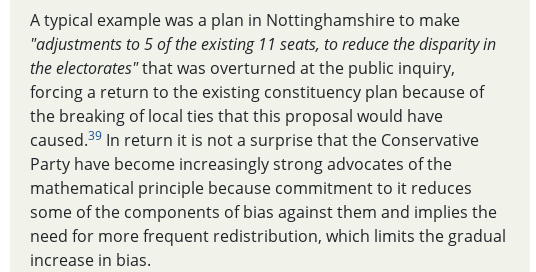 A typical example was a plan in Nottinghamshire to make
"adjustments to 5 of the existing 11 seats, to reduce the disparity in
the electorates" that was overturned at the public inquiry,
forcing a return to the existing constituency plan because of
the breaking of local ties that this proposal would have
caused.39 In return it is not a surprise that the Conservative
Party have become increasingly strong advocates of the
mathematical principle because commitment to it reduces
some of the components of bias against them and implies the
need for more frequent redistribution, which limits the gradual
increase in bias.